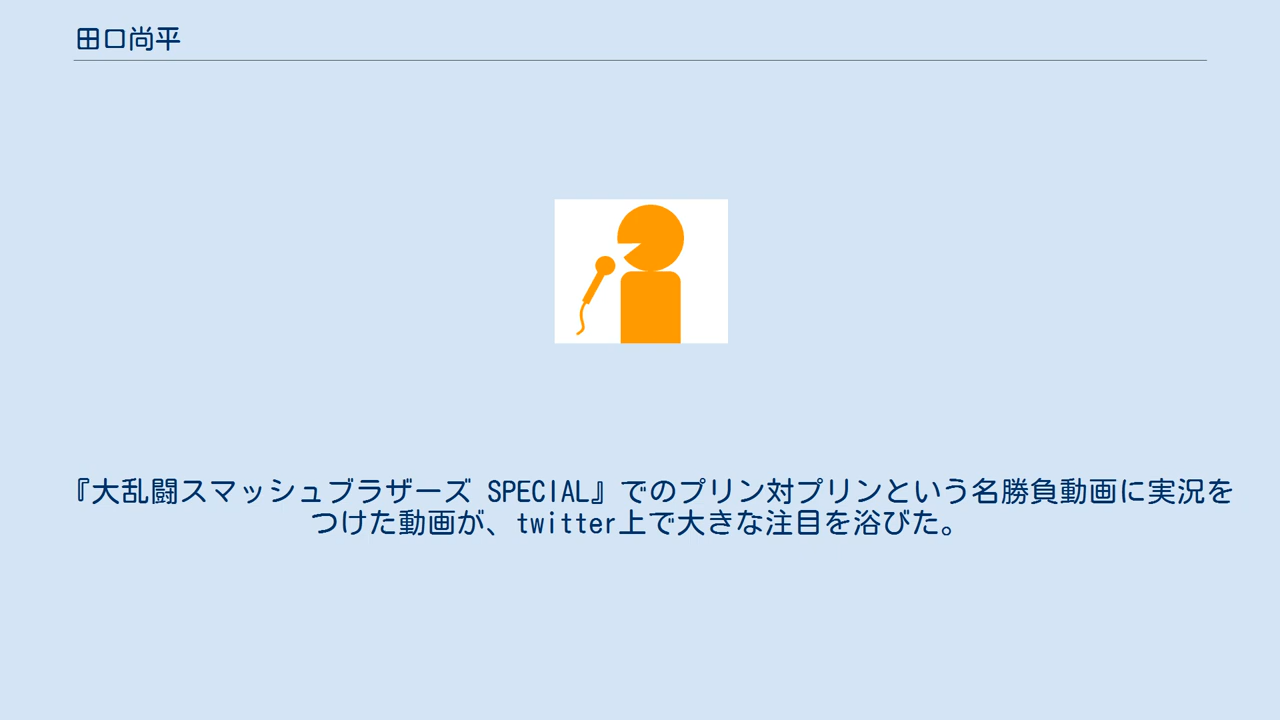 田口尚平
『大乱闘スマッシュブラザーズ SPECIAL』でのプリン対プリンという名勝負動画に実況を
つけた動画が、twitter上で大きな注目を浴びた。